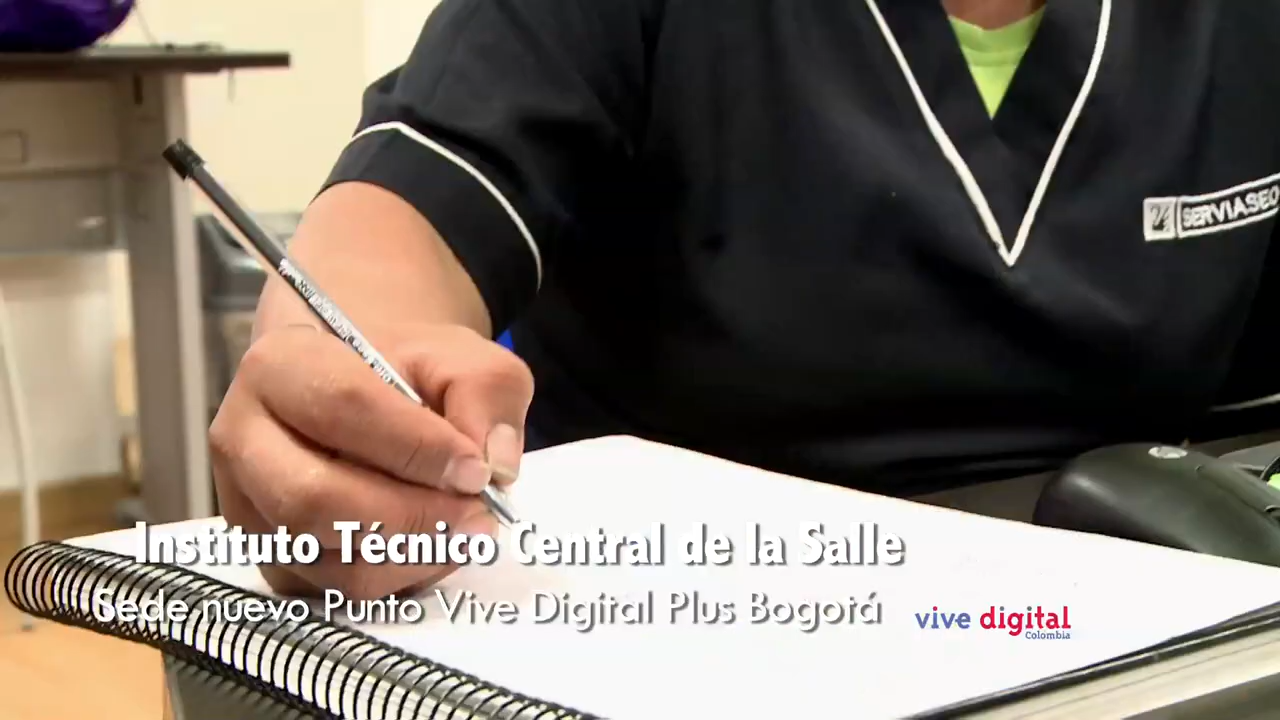 SERVIASEO
Instituto Técnico Central de la Salle
Sede nuevo Punto Vive Digital Plus Bogotá
vive digital
Colombia